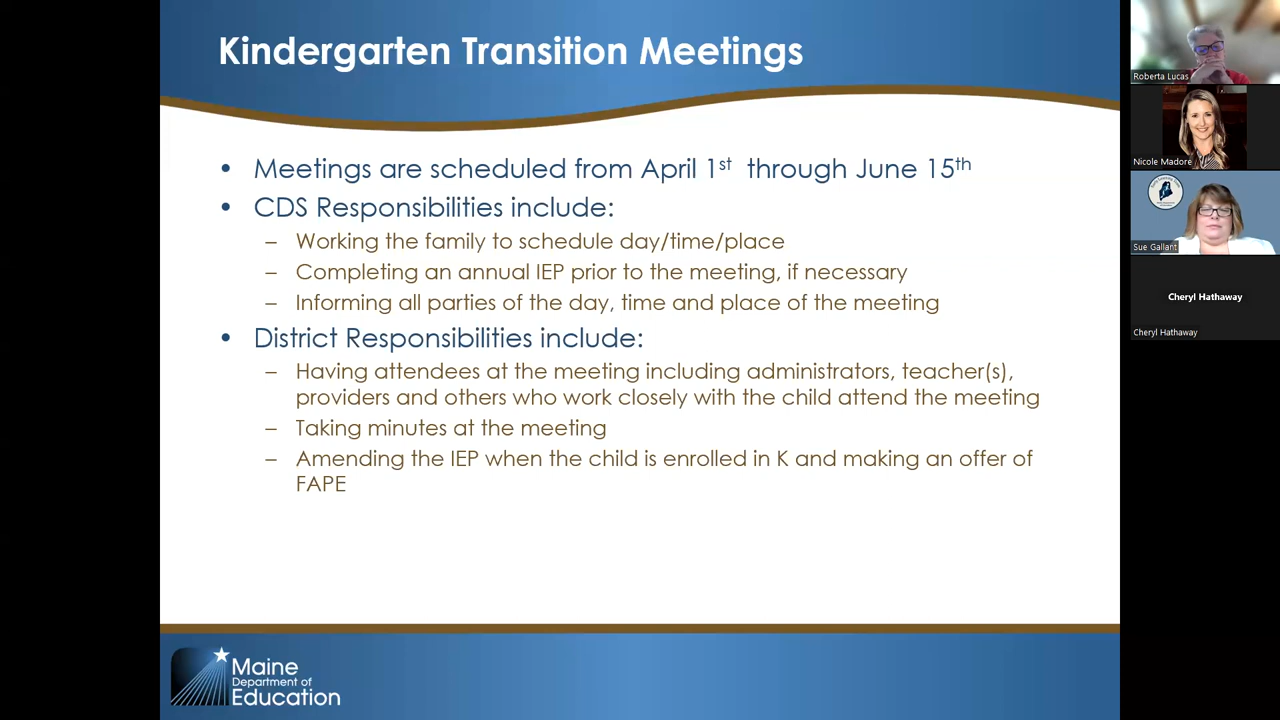 Kindergarten Transition Meetings
• Meetings are scheduled from April 1st through June 15th
• CDS Responsibilities include:
– Working the family to schedule day/time/place
– Completing an annual IEP prior to the meeting, if necessary
– Informing all parties of the day, time and place of the meeting
• District Responsibilities include:
– Having attendees at the meeting including administrators, teacher(s),
providers and others who work closely with the child attend the meeting
– Taking minutes at the meeting
– Amending the IEP when the child is enrolled in K and making an offer of
FAPE
Maine
Department of
Education
Roberta Lucas
Nicole Madore
Sue Gallant
Cheryl Hathaway
Cheryl Hathaway